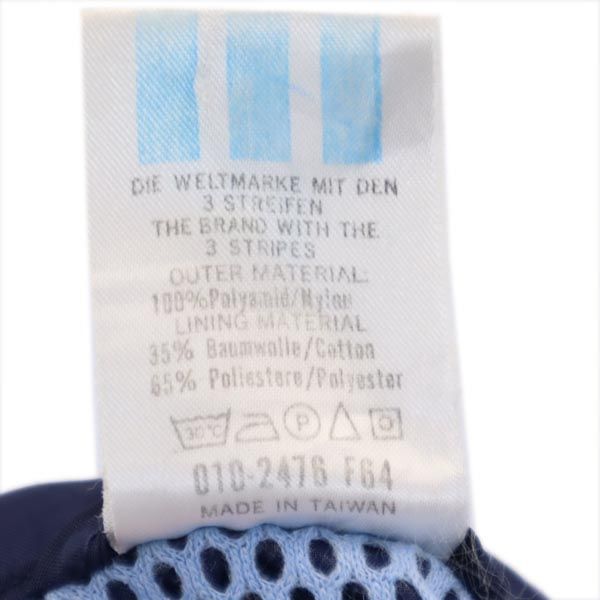 DIE WELTMARKE MIT DEN
3 STREIFEN
THE BRAND WITH THE
3 STRIPES
OUTER MATERIAL:
100%Polyamid/Nylon
LINING MATERIAL
35% Baumwolle/Cotton
65% Poliestere/Polyester
30°C P
010-2476 F64
MADE IN TAIWAN